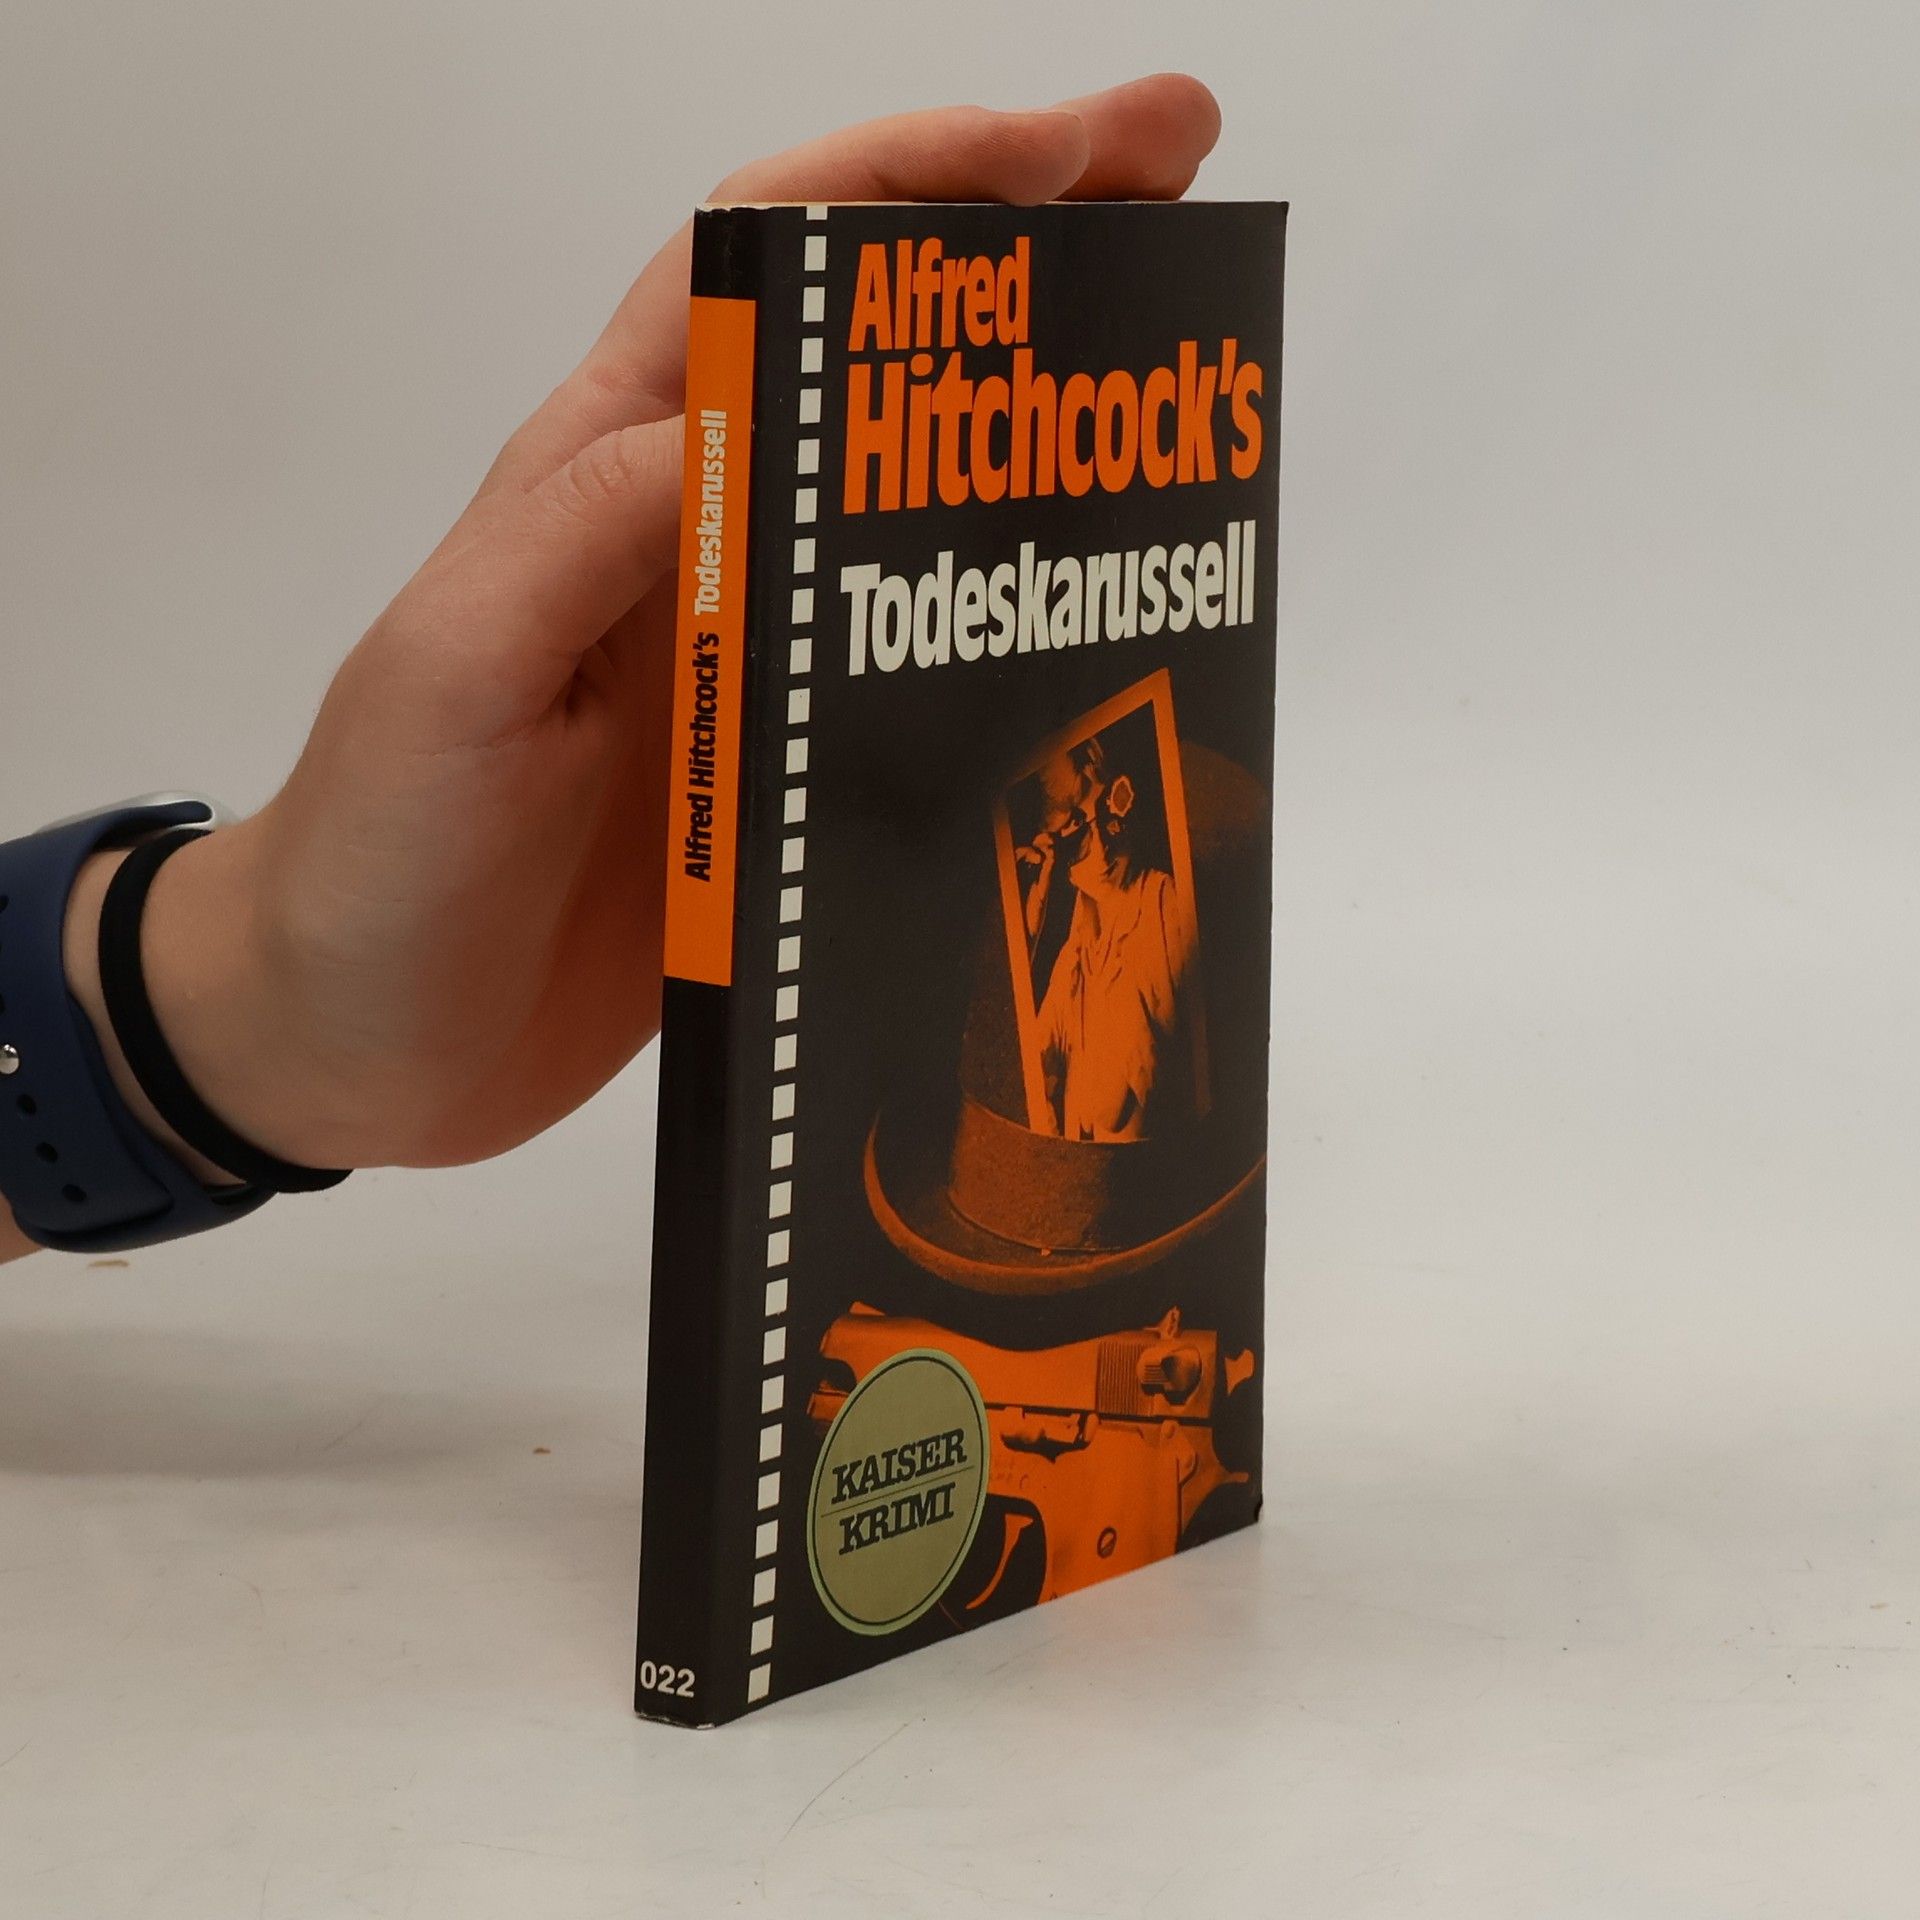 Alfred
Hitchcock's
Todeskarussell
Alfred Hitchcock's Todeskarussell
KAISER
KRIMI
022